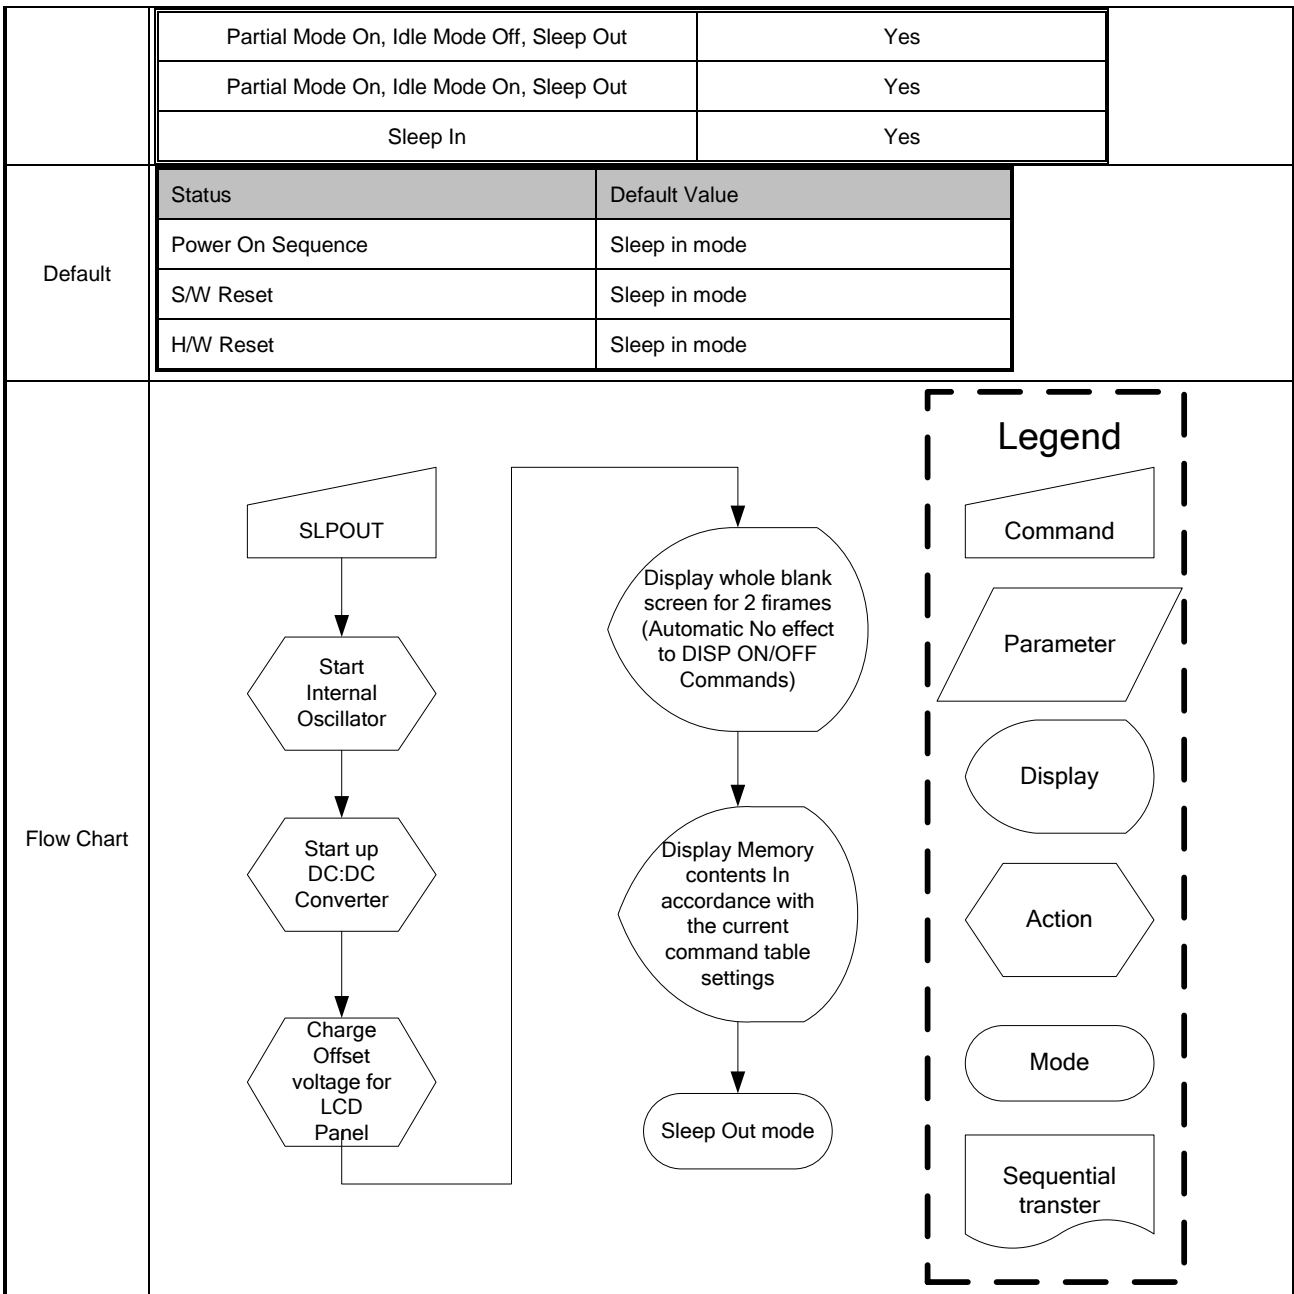 Partial Mode On, Idle Mode Off, Sleep Out Yes
Partial Mode On, Idle Mode On, Sleep Out Yes
Sleep In Yes
Default
Status Default Value
Power On Sequence Sleep in mode
S/W Reset Sleep in mode
H/W Reset Sleep in mode
Flow Chart
SLPOUT
Start
Internal
Oscillator
Start up
DC:DC
Converter
Charge
Offset
voltage for
LCD
Panel
Display whole blank
screen for 2 firames
(Automatic No effect
to DISP ON/OFF
Commands)
Display Memory
contents In
accordance with
the current
command table
settings
Sleep Out mode
Legend
Command
Parameter
Display
Action
Mode
Sequential
transter